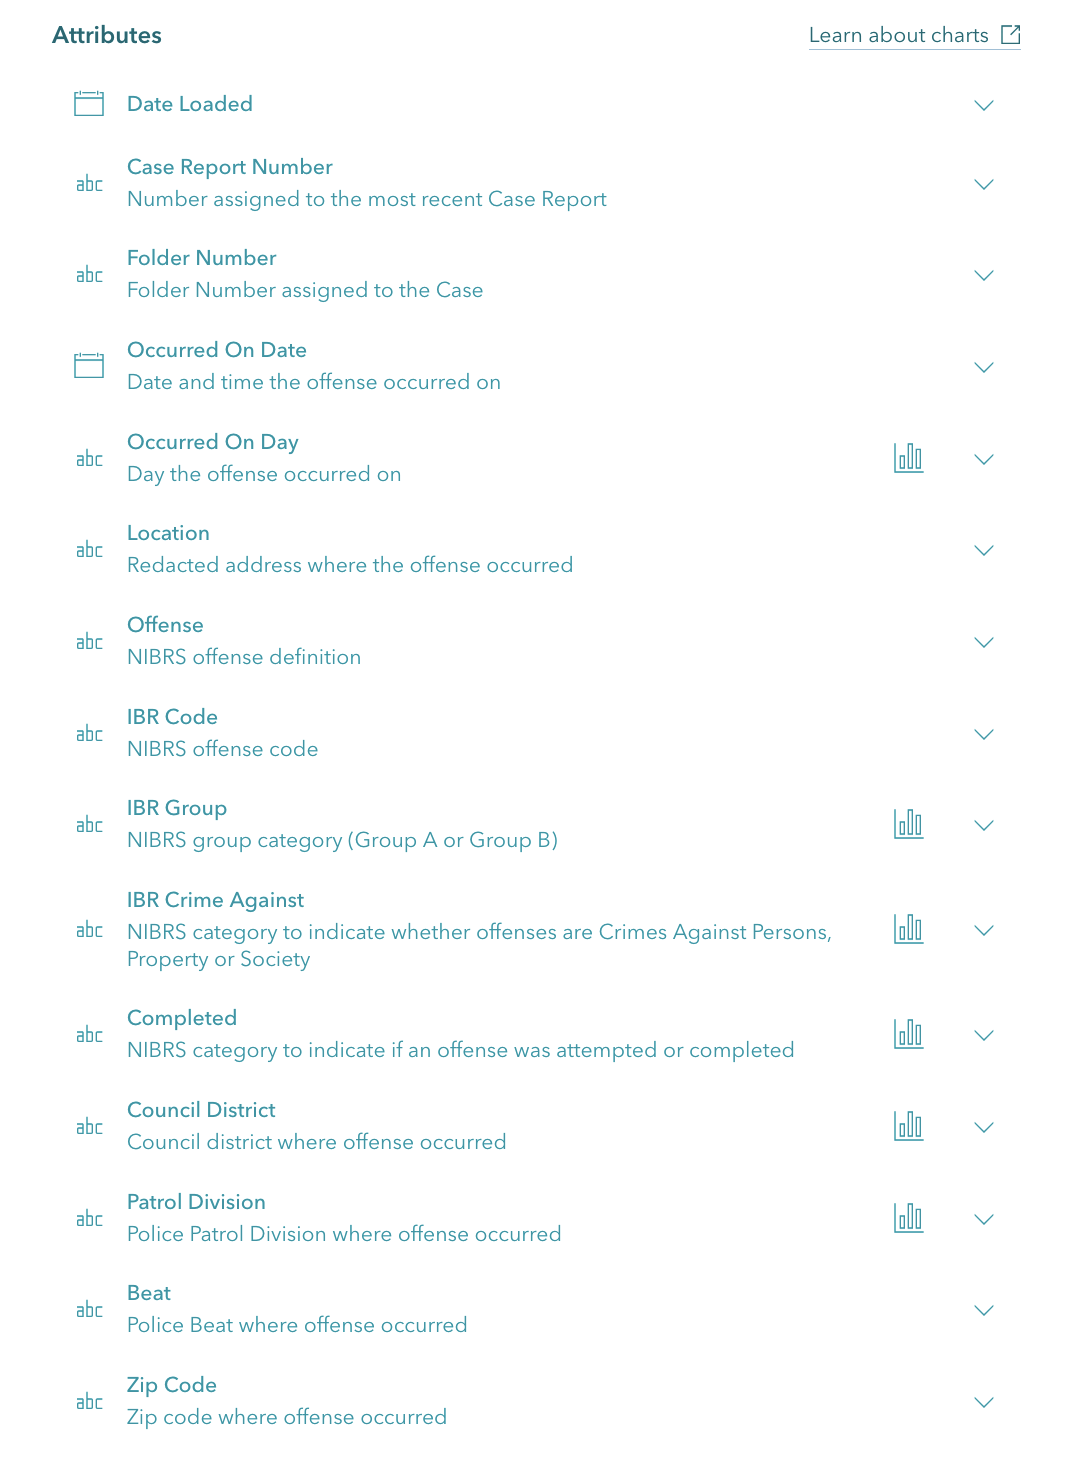 Attributes
Learn about charts
Date Loaded
abc
Case Report Number
Number assigned to the most recent Case Report
abc
Folder Number
Folder Number assigned to the Case
Occurred On Date
Date and time the offense occurred on
abc
Occurred On Day
Day the offense occurred on
abc
Location
Redacted address where the offense occurred
abc
Offense
NIBRS offense definition
abc
IBR Code
NIBRS offense code
abc
IBR Group
NIBRS group category (Group A or Group B)
abc
IBR Crime Against
NIBRS category to indicate whether offenses are Crimes Against Persons,
Property or Society
abc
Completed
NIBRS category to indicate if an offense was attempted or completed
abc
Council District
Council district where offense occurred
abc
Patrol Division
Police Patrol Division where offense occurred
abc
Beat
Police Beat where offense occurred
abc
Zip Code
Zip code where offense occurred